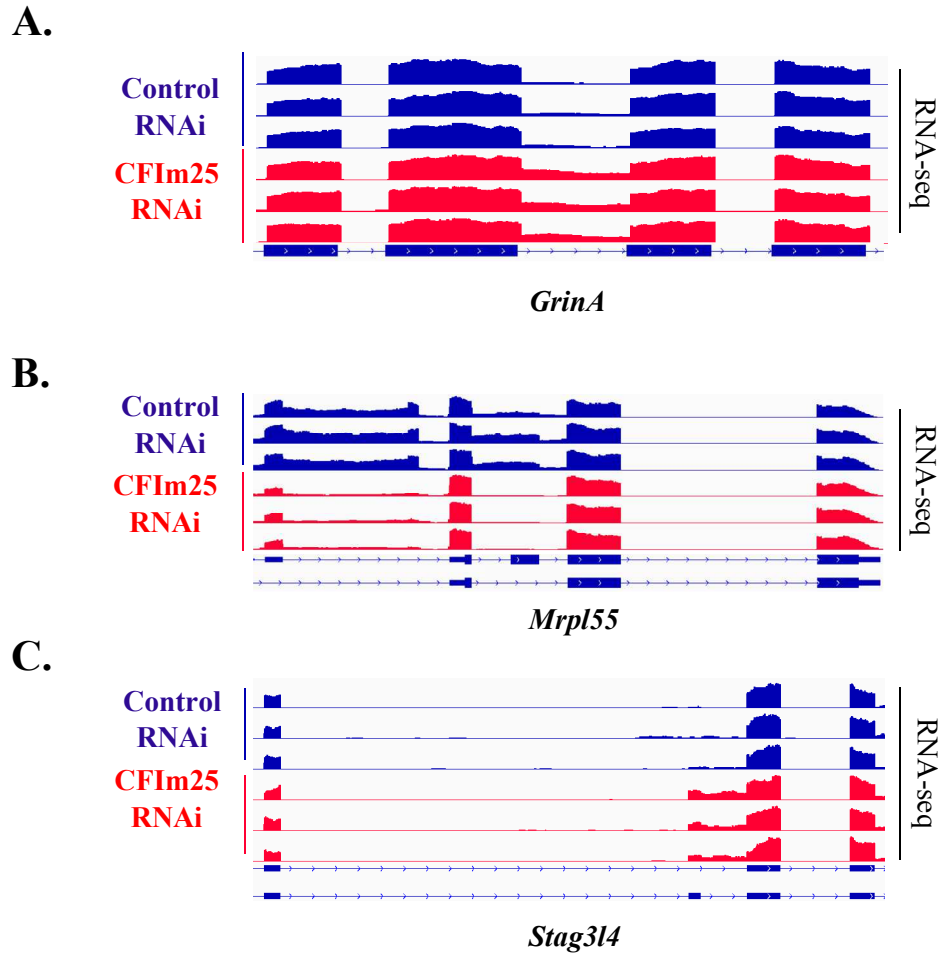 A.
Control
RNAi
CFIm25
RNAi
RNA-seq
GrinA
B.
Control
RNAi
CFIm25
RNAi
RNA-seq
Mrpl55
C.
Control
RNAi
CFIm25
RNAi
RNA-seq
Stag3l4